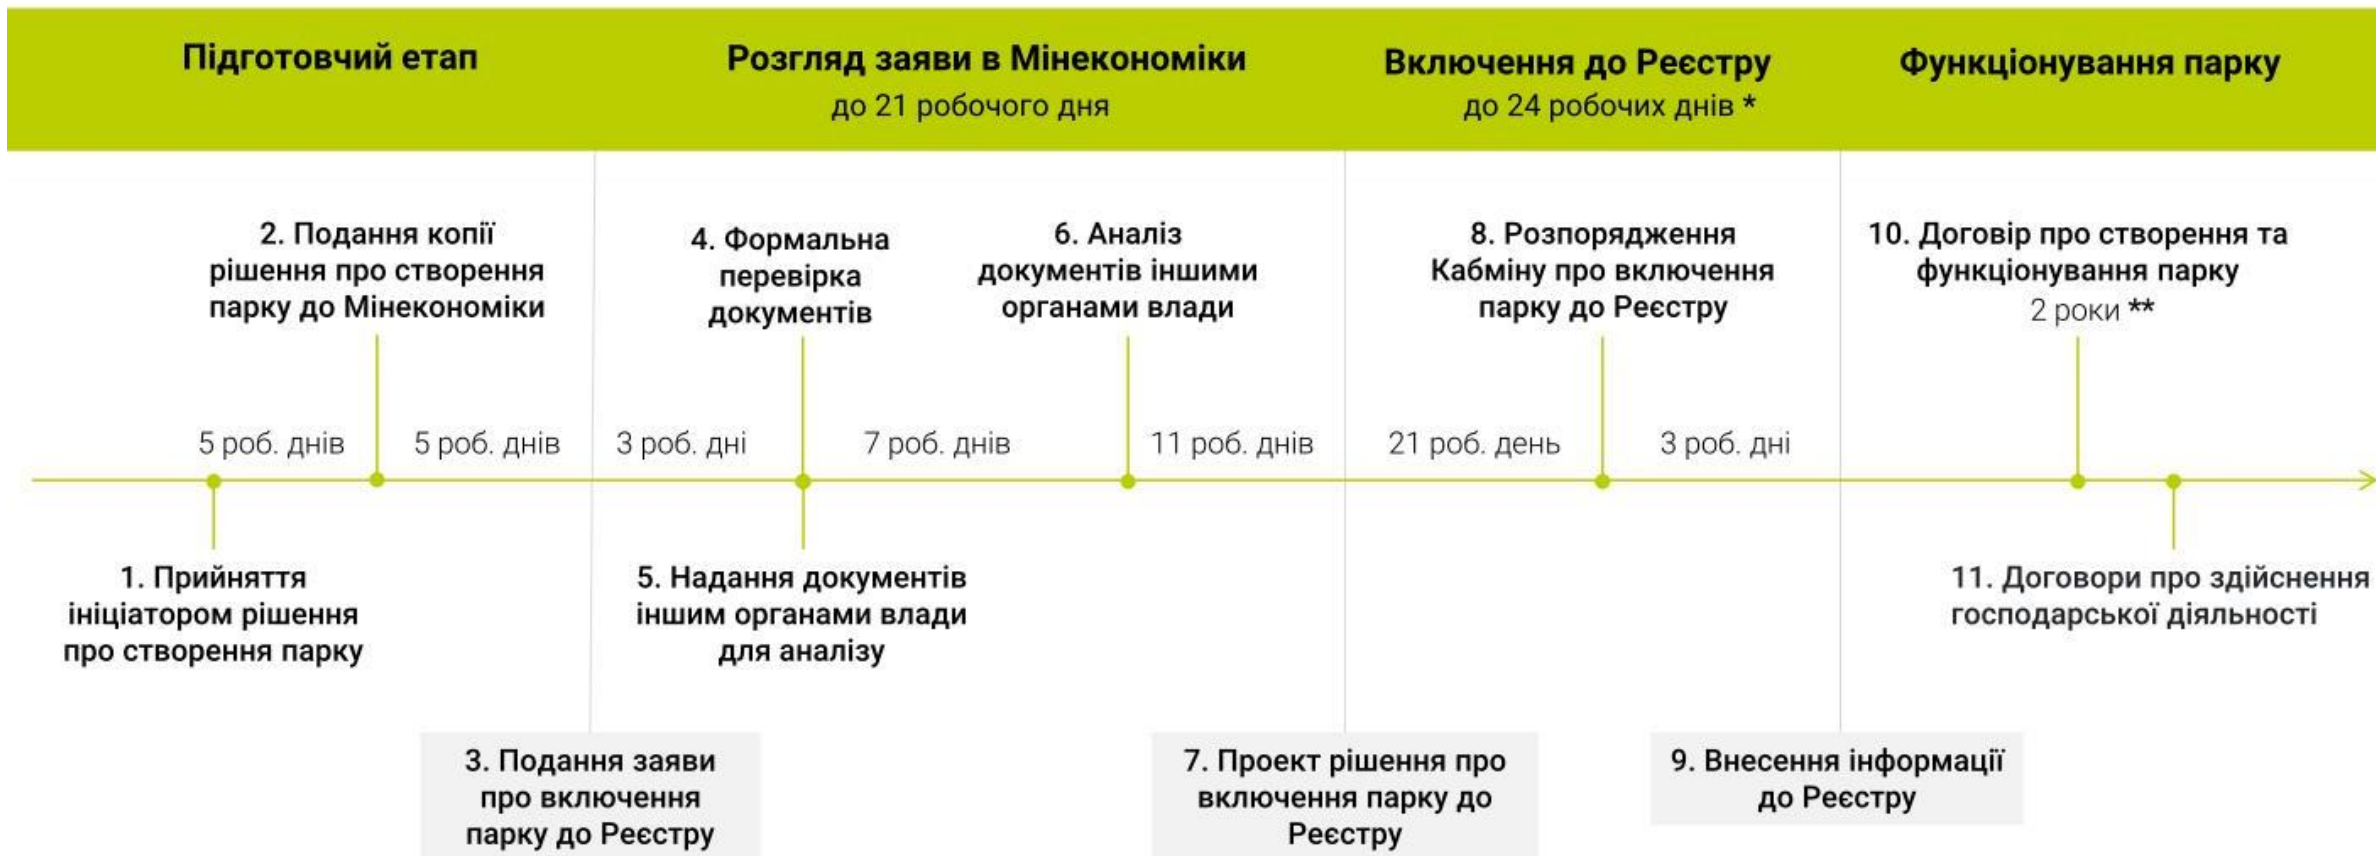 Підготовчий етап
Розгляд заяви в Мінекономіки
до 21 робочого дня
Включення до Реєстру
до 24 робочих днів *
Функціонування парку
2. Подання копії
рішення про створення
парку до Мінекономіки
4. Формальна
перевірка
документів
6. Аналіз
документів іншими
органами влади
8. Розпорядження
Кабміну про включення
парку до Реєстру
10. Договір про створення та
функціонування парку
2 роки **
5 роб. днів
5 роб. днів
3 роб. дні
7 роб. днів
11 роб. днів
21 роб. день
3 роб. дні
1. Прийняття
ініціатором рішення
про створення парку
5. Надання документів
іншим органами влади
для аналізу
11. Договори про здійснення
господарської діяльності
3. Подання заяви
про включення
парку до Реєстру
7. Проект рішення про
включення парку до
Реєстру
9. Внесення інформації
до Реєстру